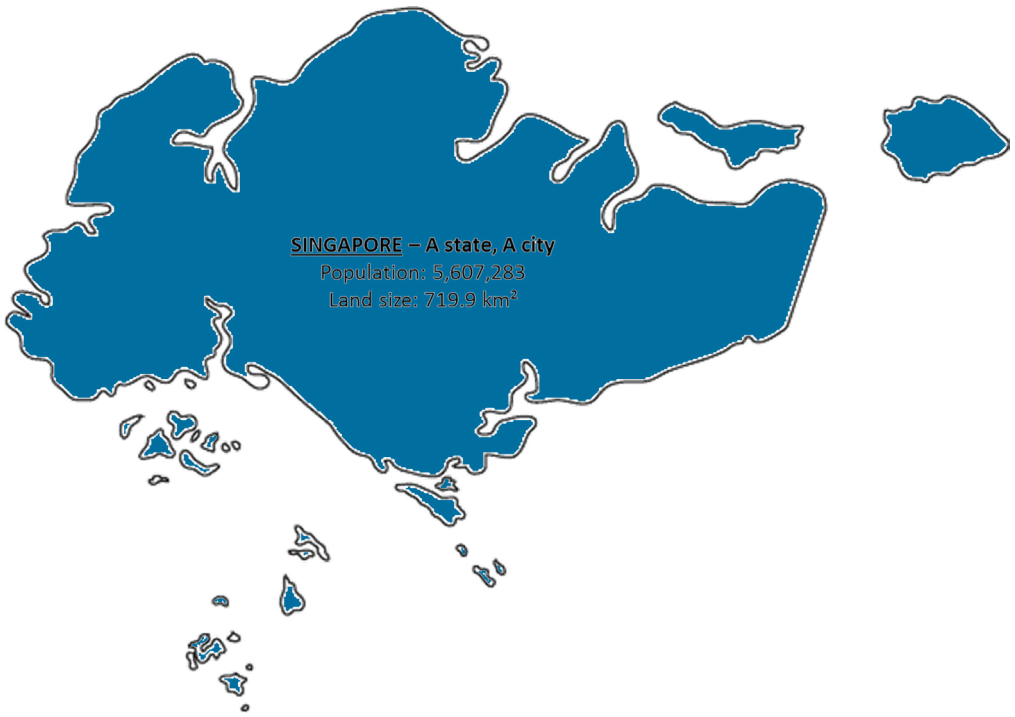 SINGAPORE – A state, A city
Population: 5,607,283
Land size: 719.9 km²